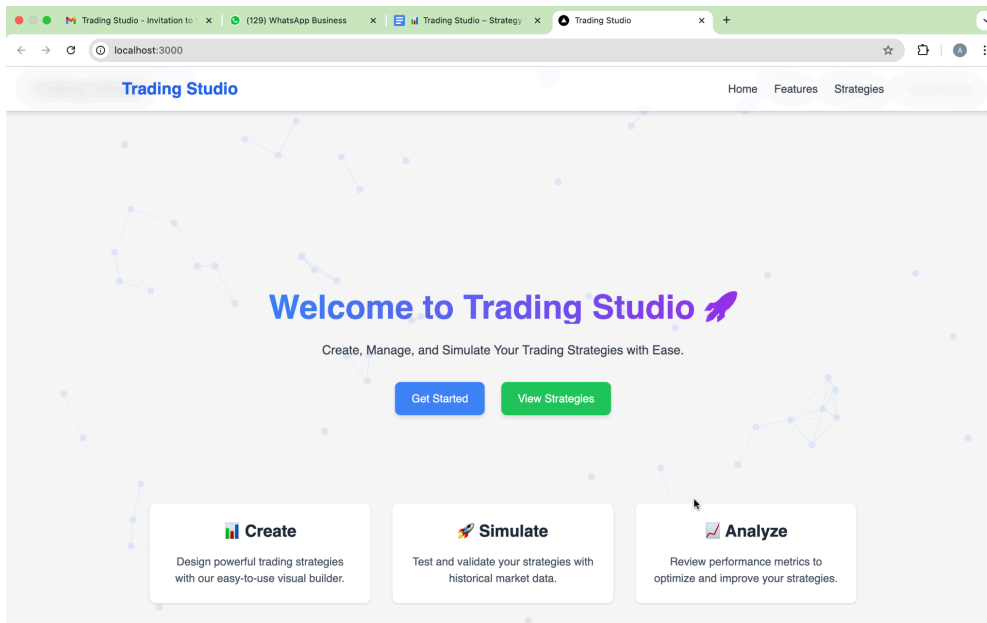 Trading Studio - Invitation to
(129) WhatsApp Business
Trading Studio – Strategy
Trading Studio
localhost:3000
A
Trading Studio
Home Features Strategies
Welcome to Trading Studio 🚀
Create, Manage, and Simulate Your Trading Strategies with Ease.
Get Started View Strategies
📊 Create
Design powerful trading strategies
with our easy-to-use visual builder.
🚀 Simulate
Test and validate your strategies with
historical market data.
📈 Analyze
Review performance metrics to
optimize and improve your strategies.